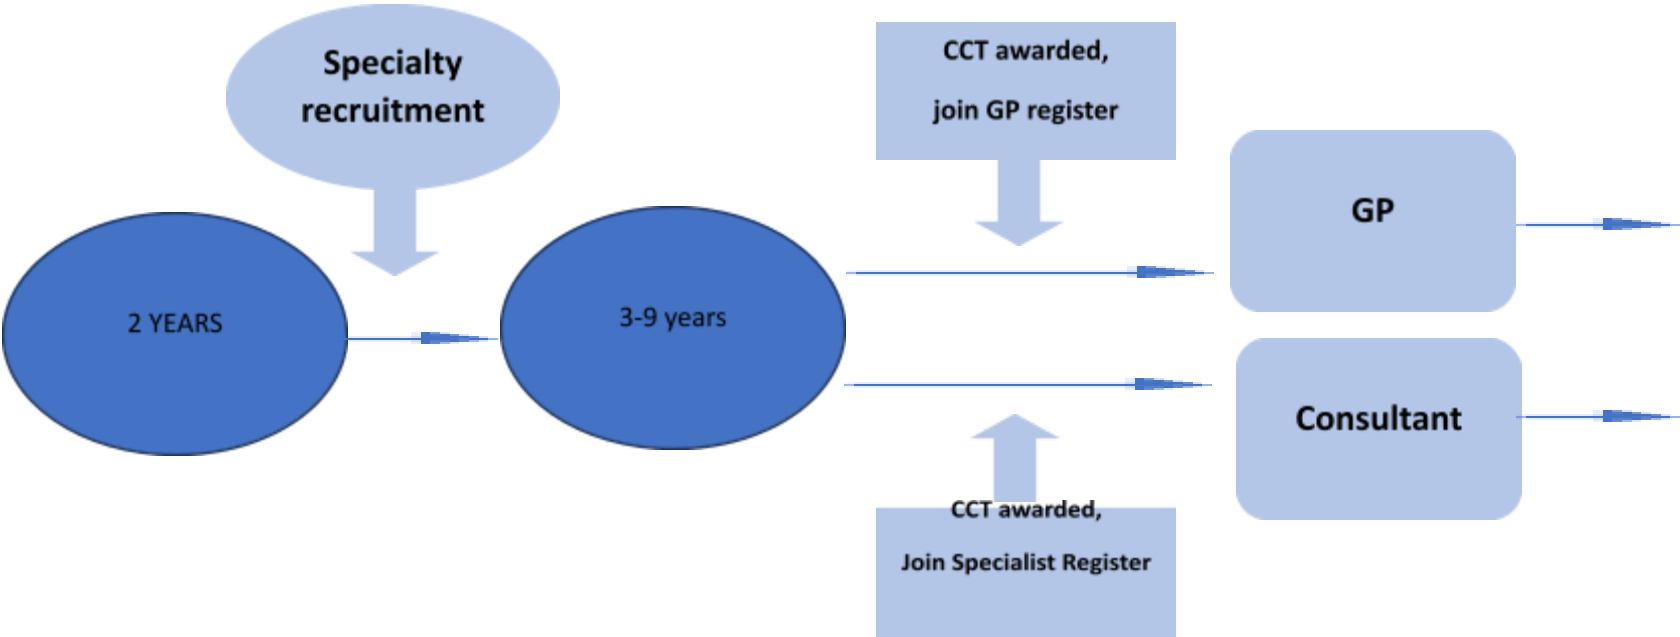 Specialty
recruitment
CCT awarded,
join GP register
GP
2 YEARS
3-9 years
Consultant
CCT awarded,
Join Specialist Register